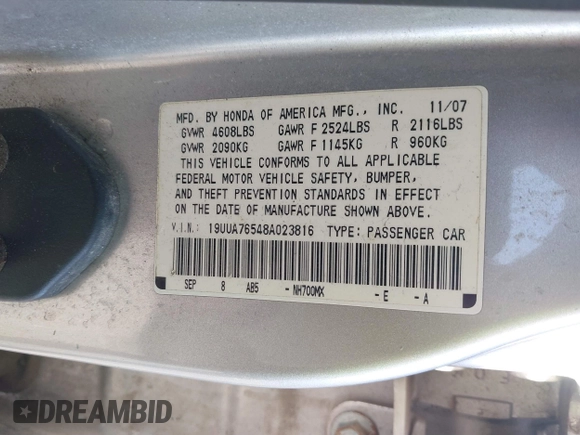 MFD. BY HONDA OF AMERICA MFG., INC. 11/07
GVWR 4608LBS GAWR F 2524LBS R 2116LBS
GVWR 2090KG GAWR F 1145KG R 960KG
THIS VEHICLE CONFORMS TO ALL APPLICABLE
FEDERAL MOTOR VEHICLE SAFETY, BUMPER,
AND THEFT PREVENTION STANDARDS IN EFFECT
ON THE DATE OF MANUFACTURE SHOWN ABOVE.
V.I.N.: 19UUA76548A023816 TYPE: PASSENGER CAR
SEP 8 AB5 - NH700MX - E - A
DREAMBID